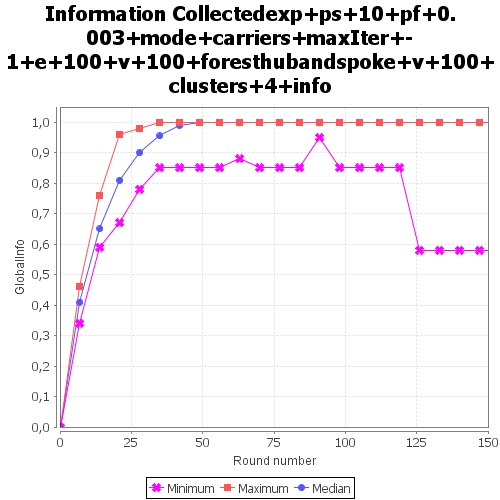 Information Collectedexp+ps+10+pf+0.
003+mode+carriers+maxIter+-
1+e+100+v+100+foresthubandspoke+v+100+
clusters+4+info
1,0
0,9
0,8
0,7
0,6
0,5
0,4
0,3
0,2
0,1
0,0
GlobalInfo
0 25 50 75 100 125 150
Round number
Minimum Maximum Median